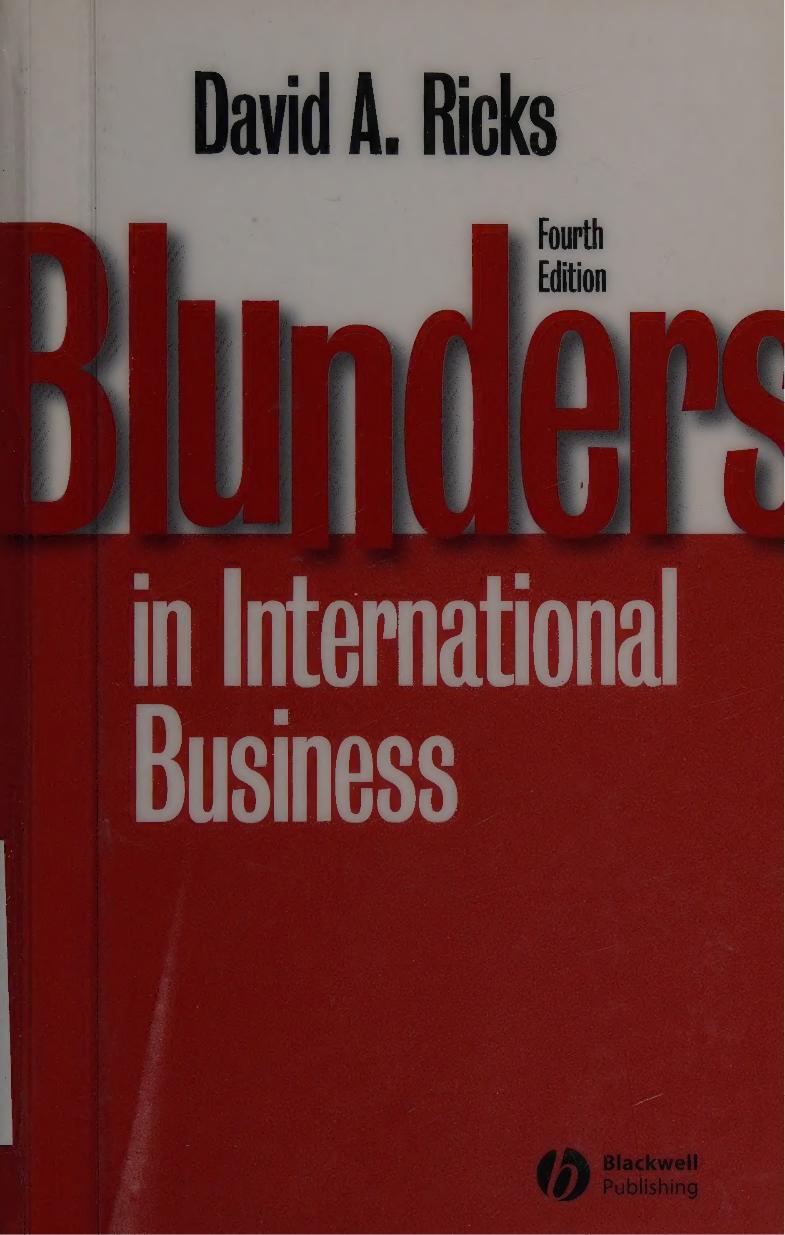 David A. Ricks
Fourth
Edition
Blunders
in International
Business
b
Blackwell
Publishing